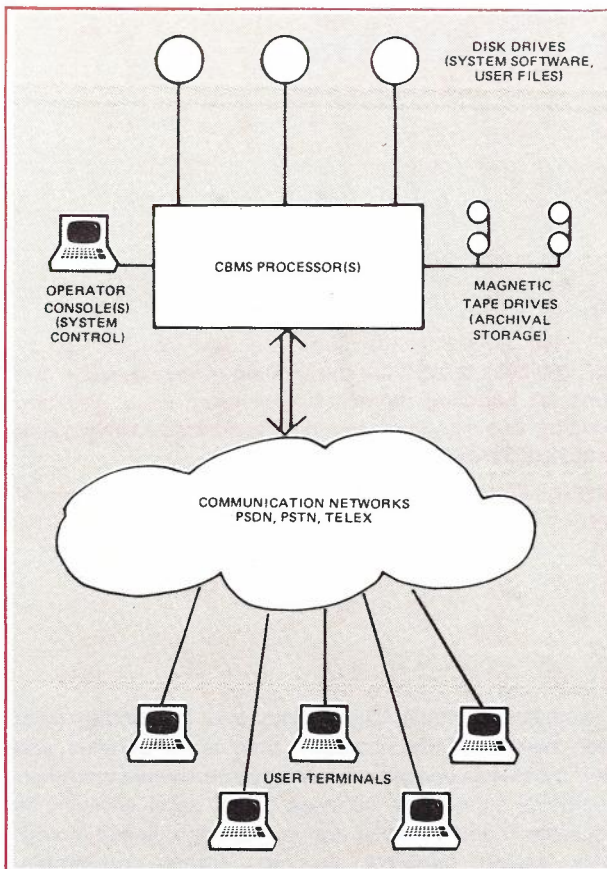 DISK DRIVES
(SYSTEM SOFTWARE,
USER FILES)
CBMS PROCESSOR(S)
OPERATOR
CONSOLE(S)
(SYSTEM
CONTROL)
MAGNETIC
TAPE DRIVES
(ARCHIVAL
STORAGE)
COMMUNICATION NETWORKS
PSDN, PSTN, TELEX
USER TERMINALS